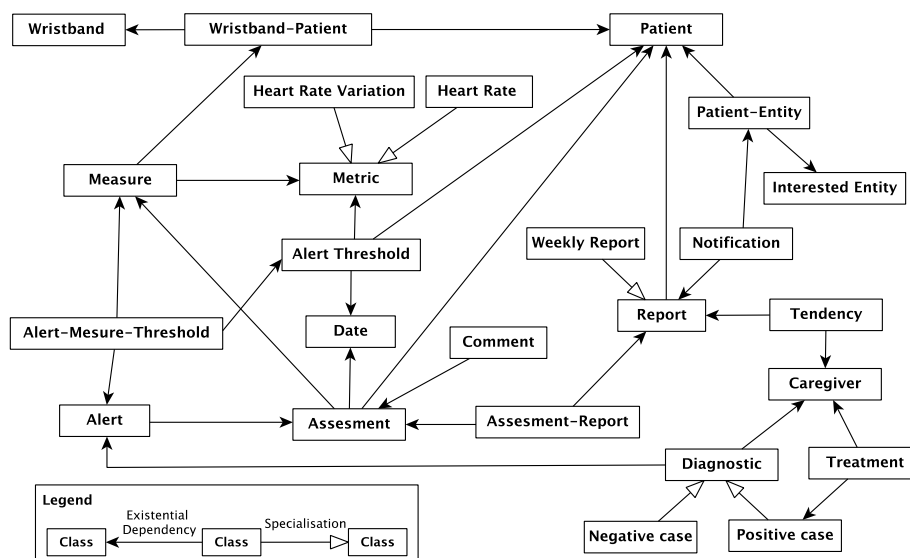 Wristband
Wristband-Patient
Patient
Heart Rate Variation
Heart Rate
Patient-Entity
Measure
Metric
Interested Entity
Alert Threshold
Weekly Report
Notification
Alert-Mesure-Threshold
Date
Comment
Report
Tendency
Caregiver
Alert
Assesment
Assesment-Report
Diagnostic
Treatment
Negative case
Positive case
Legend
Existential
Dependency
Specialisation
Class
Class
Class